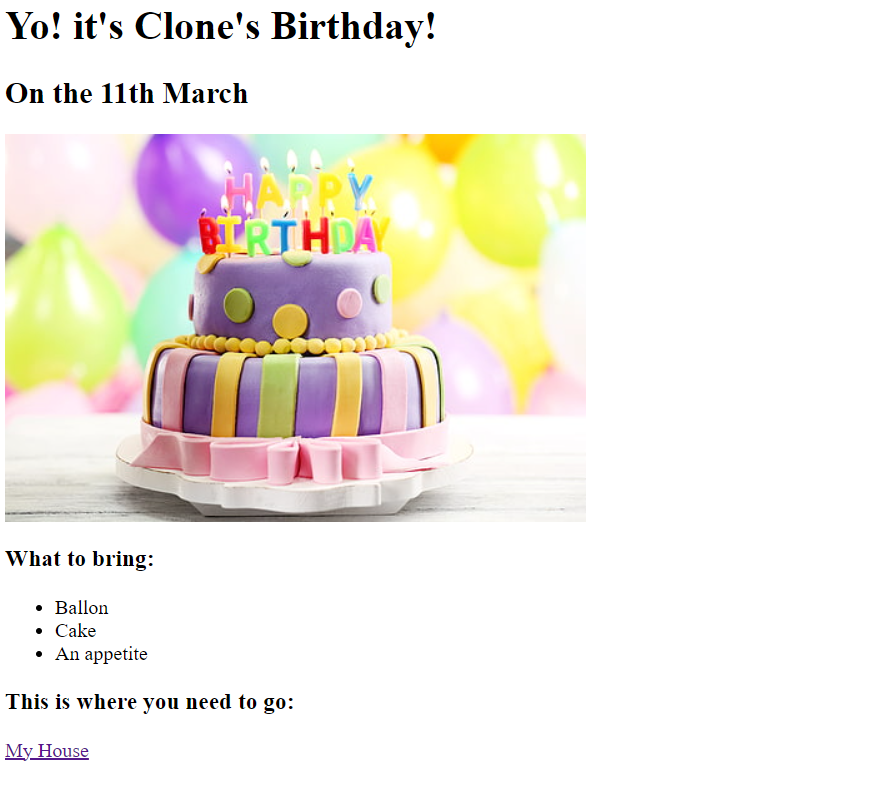 Yo! it's Clone's Birthday!
On the 11th March
HAPPY
BIRTHDAY
What to bring:
Ballon
Cake
An appetite
This is where you need to go:
My House